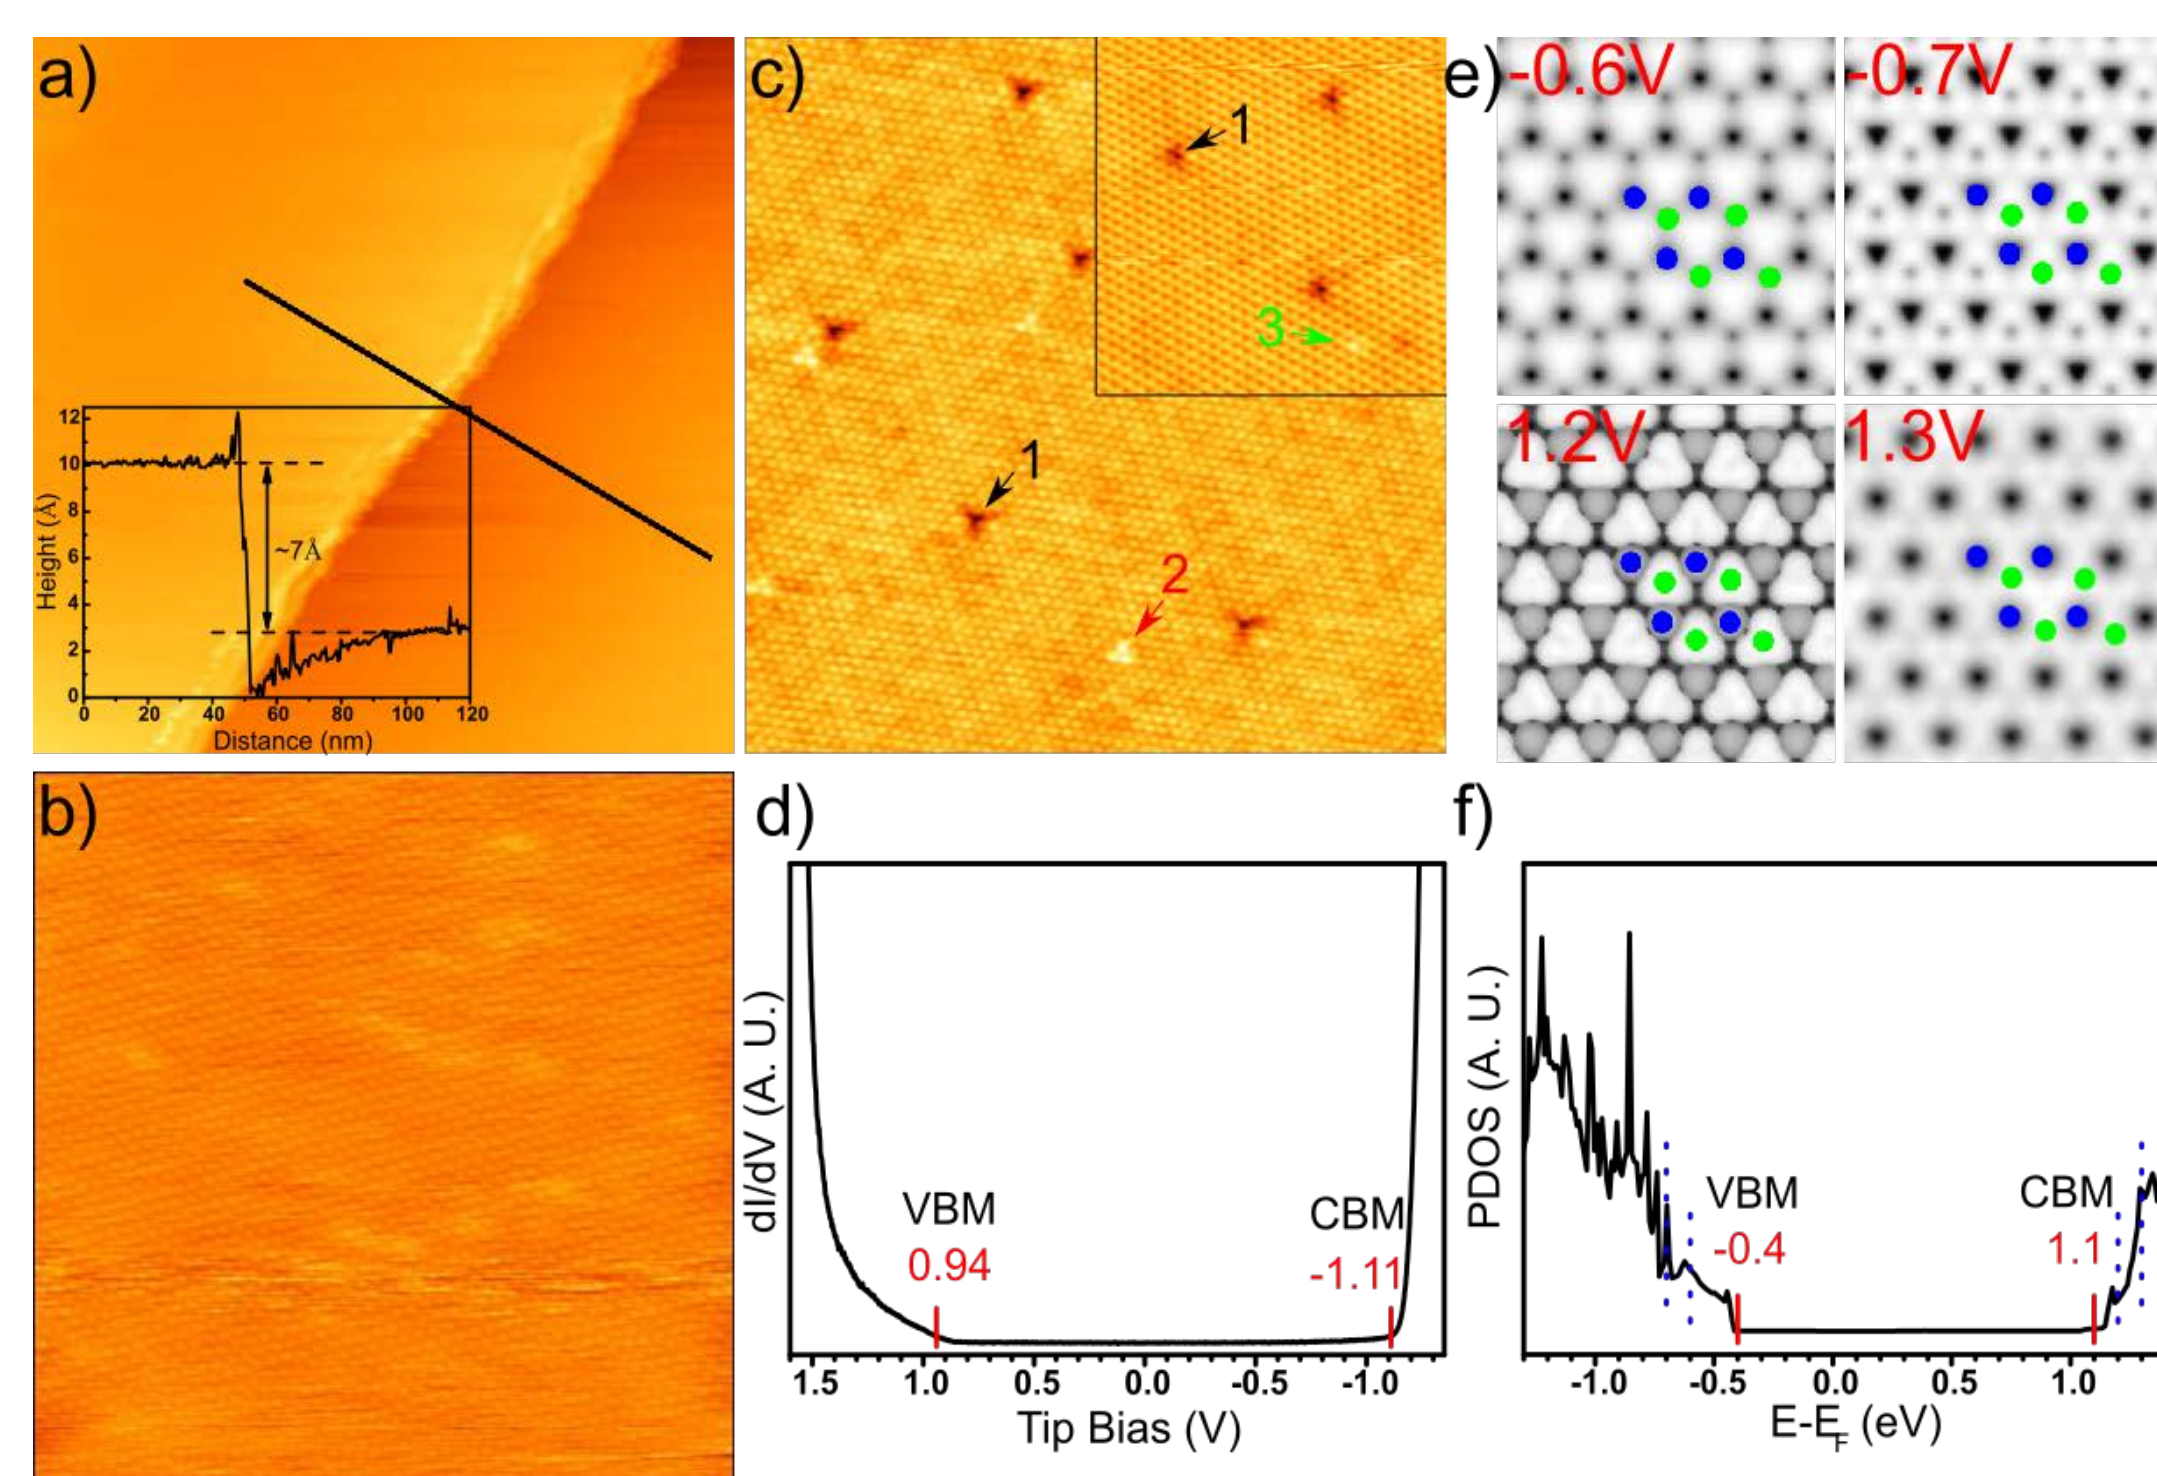 a)
12
10
8
6
4
2
0
Height (Å)
~7Å
0 20 40 60 80 100 120
Distance (nm)
b)
c)
1
3
1
2
d)
dI/dV (A. U.)
VBM
0.94
CBM
-1.11
1.5 1.0 0.5 0.0 -0.5 -1.0
Tip Bias (V)
e)
-0.6V
-0.7V
1.2V
1.3V
f)
PDOS (A. U.)
VBM
-0.4
CBM
1.1
-1.0 -0.5 0.0 0.5 1.0
E-EF (eV)